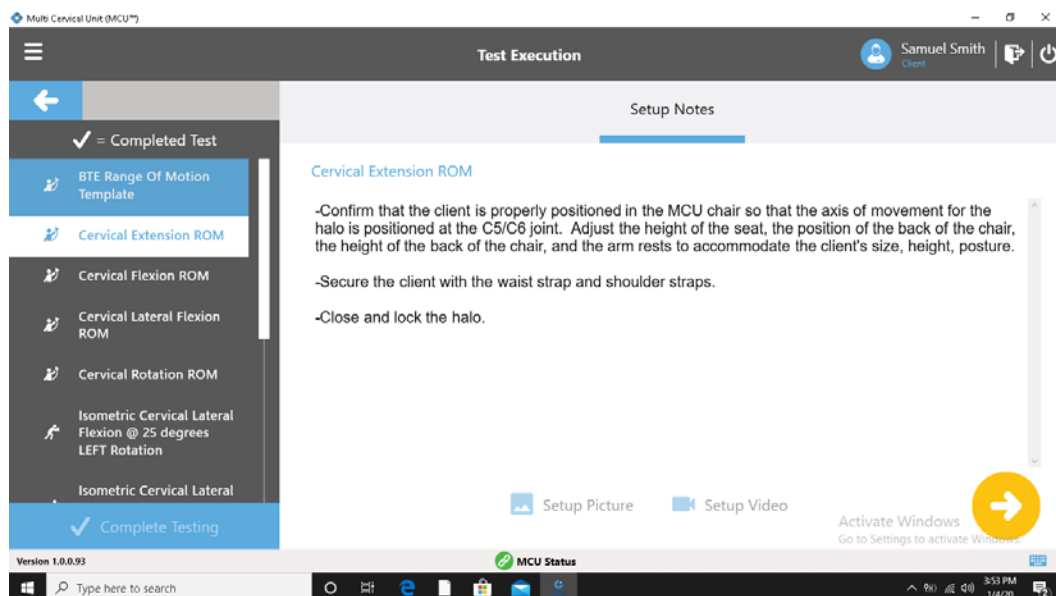 Multi Cervical Unit (MCU™)
Test Execution
Samuel Smith
Client
✓ = Completed Test
Setup Notes
BTE Range Of Motion
Template
Cervical Extension ROM
Cervical Flexion ROM
Cervical Lateral Flexion
ROM
Cervical Rotation ROM
Isometric Cervical Lateral
Flexion @ 25 degrees
LEFT Rotation
Isometric Cervical Lateral
Complete Testing
Cervical Extension ROM
-Confirm that the client is properly positioned in the MCU chair so that the axis of movement for the
halo is positioned at the C5/C6 joint.  Adjust the height of the seat, the position of the back of the chair,
the height of the back of the chair, and the arm rests to accommodate the client's size, height, posture.
-Secure the client with the waist strap and shoulder straps.
-Close and lock the halo.
Setup Picture
Setup Video
Activate Windows
Go to Settings to activate Windows.
Version 1.0.0.93
MCU Status
Type here to search
3:53 PM
1/4/20